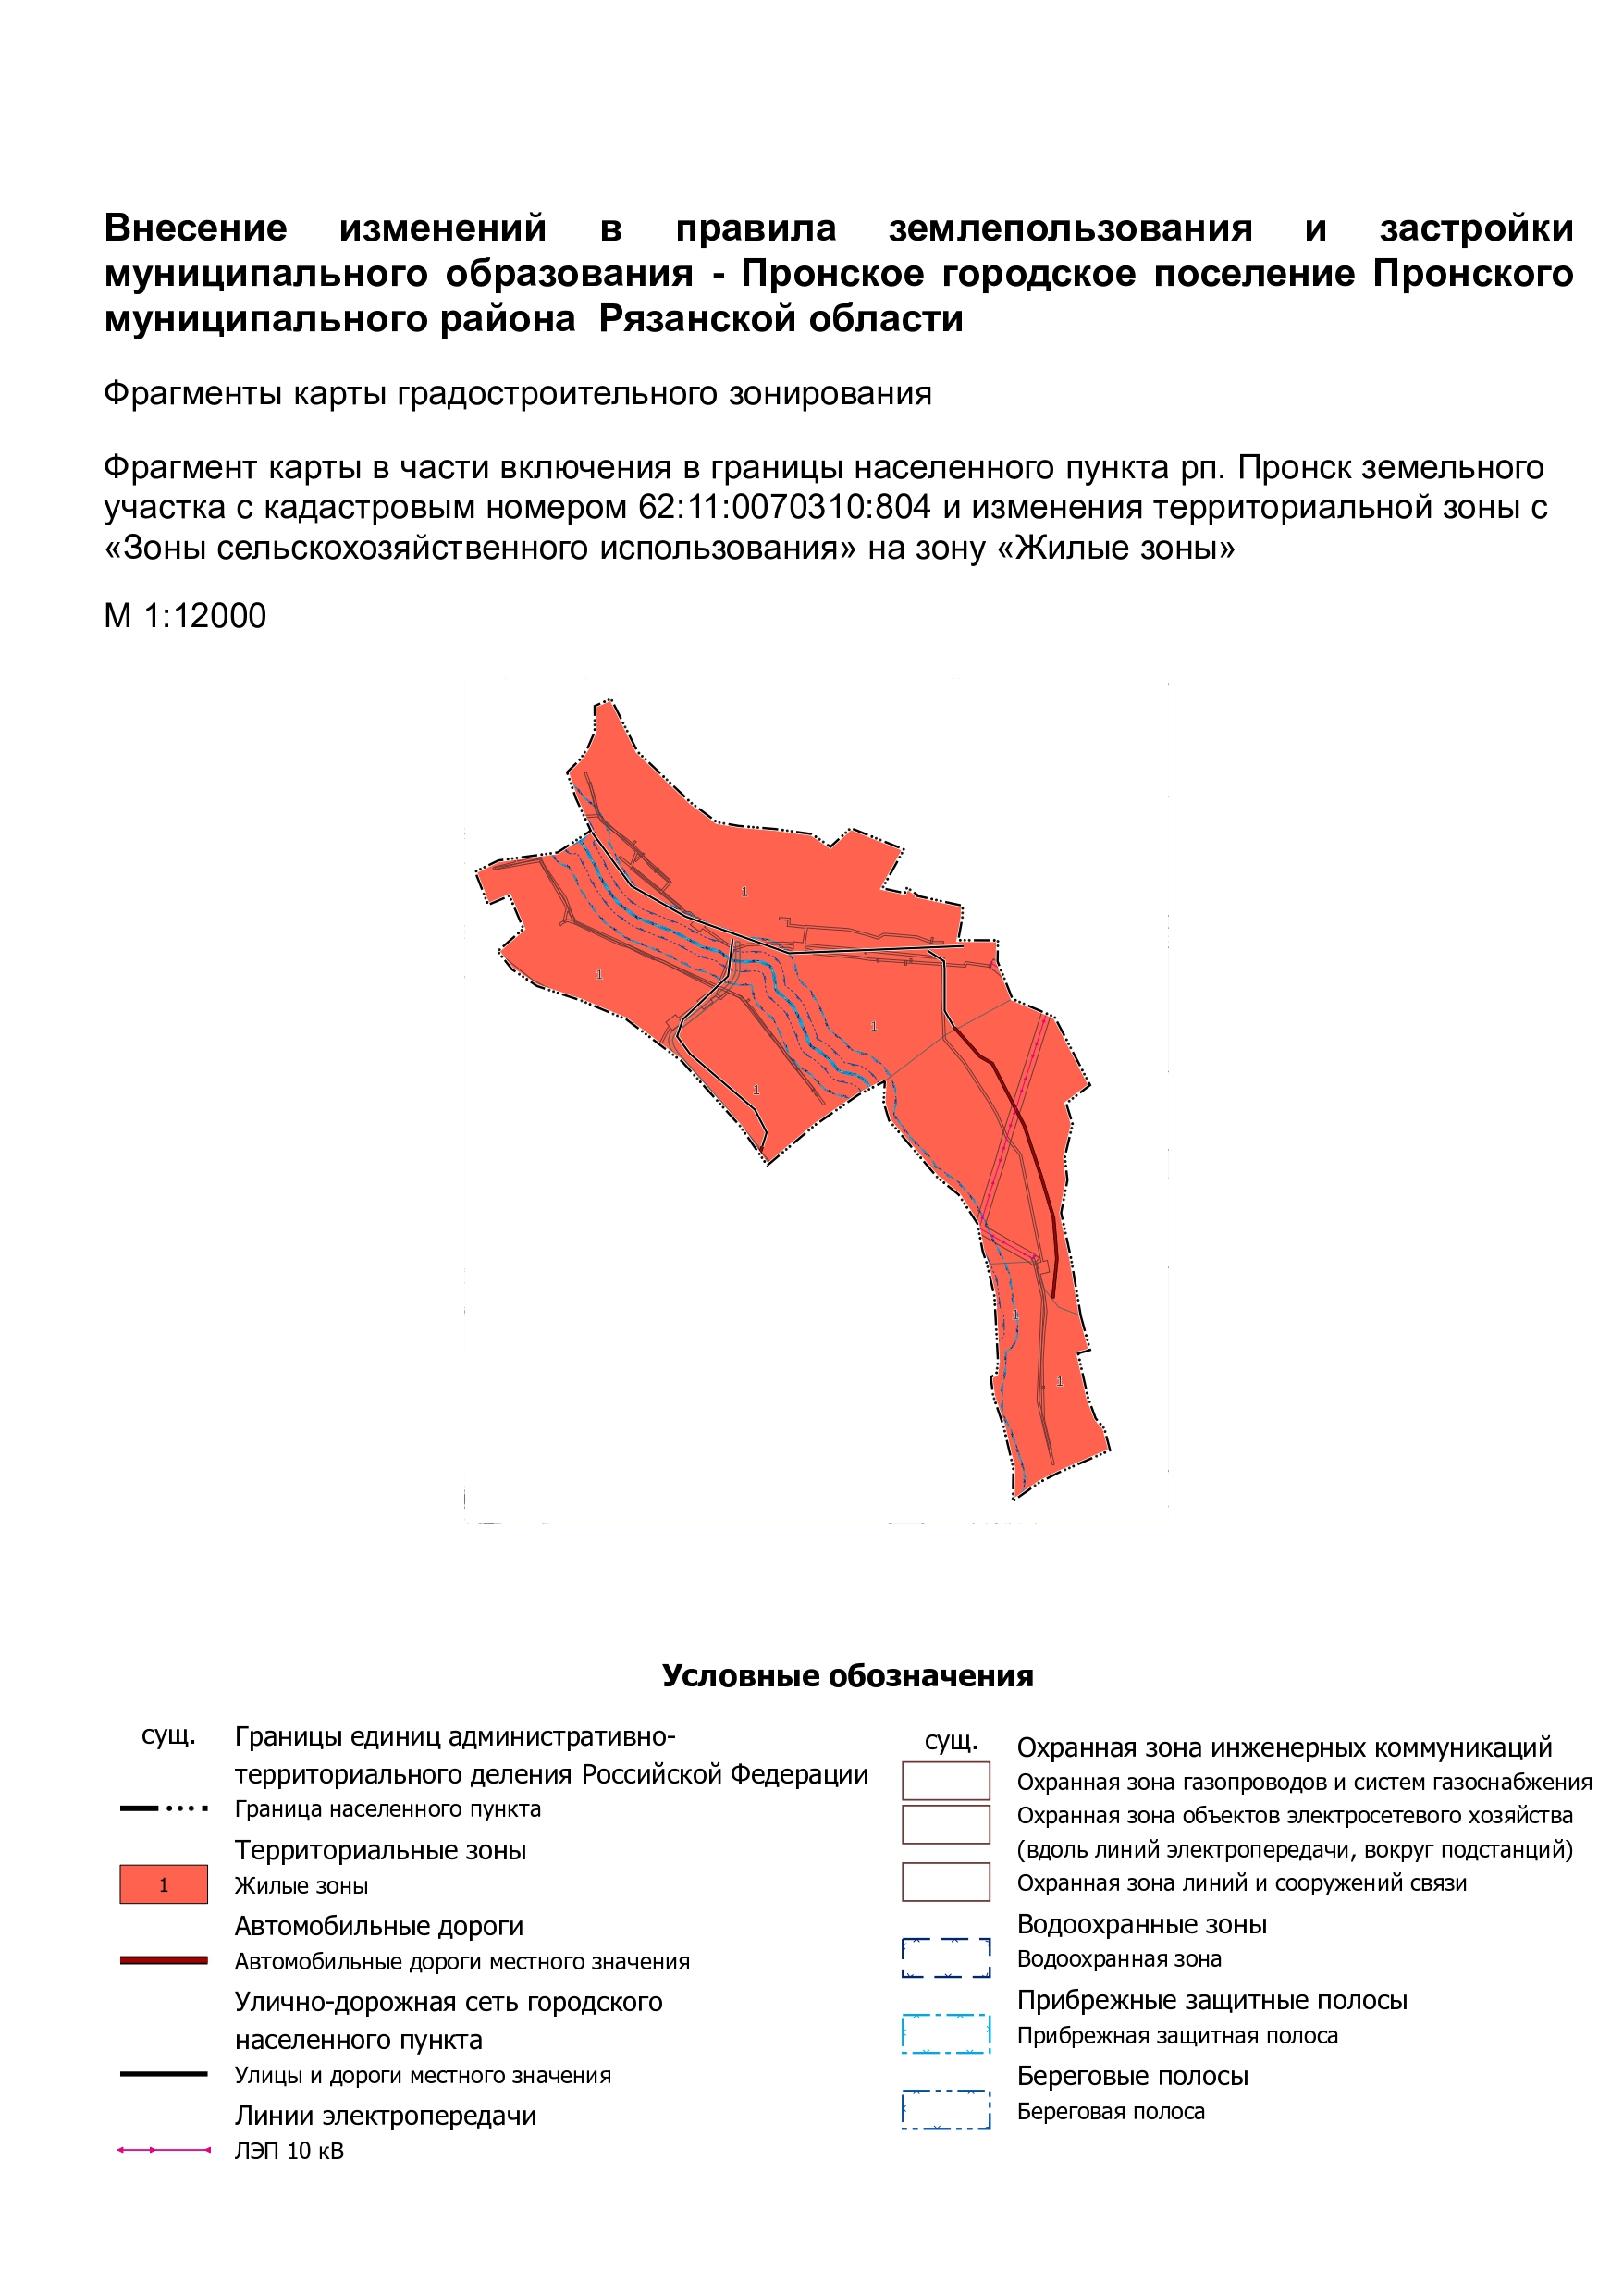 Внесение изменений в правила землепользования и застройки
муниципального образования - Пронское городское поселение Пронского
муниципального района Рязанской области
Фрагменты карты градостроительного зонирования
Фрагмент карты в части включения в границы населенного пункта рп. Пронск земельного
участка с кадастровым номером 62:11:0070310:804 и изменения территориальной зоны с
«Зоны сельскохозяйственного использования» на зону «Жилые зоны»
М 1:12000
1
1
1
1
1
1
Условные обозначения
сущ.
Границы единиц административно-
территориального деления Российской Федерации
Граница населенного пункта
Территориальные зоны
1
Жилые зоны
Автомобильные дороги
Автомобильные дороги местного значения
Улично-дорожная сеть городского
населенного пункта
Улицы и дороги местного значения
Линии электропередачи
ЛЭП 10 кВ
сущ.
Охранная зона инженерных коммуникаций
Охранная зона газопроводов и систем газоснабжения
Охранная зона объектов электросетевого хозяйства
(вдоль линий электропередачи, вокруг подстанций)
Охранная зона линий и сооружений связи
Водоохранные зоны
Водоохранная зона
Прибрежные защитные полосы
Прибрежная защитная полоса
Береговые полосы
Береговая полоса